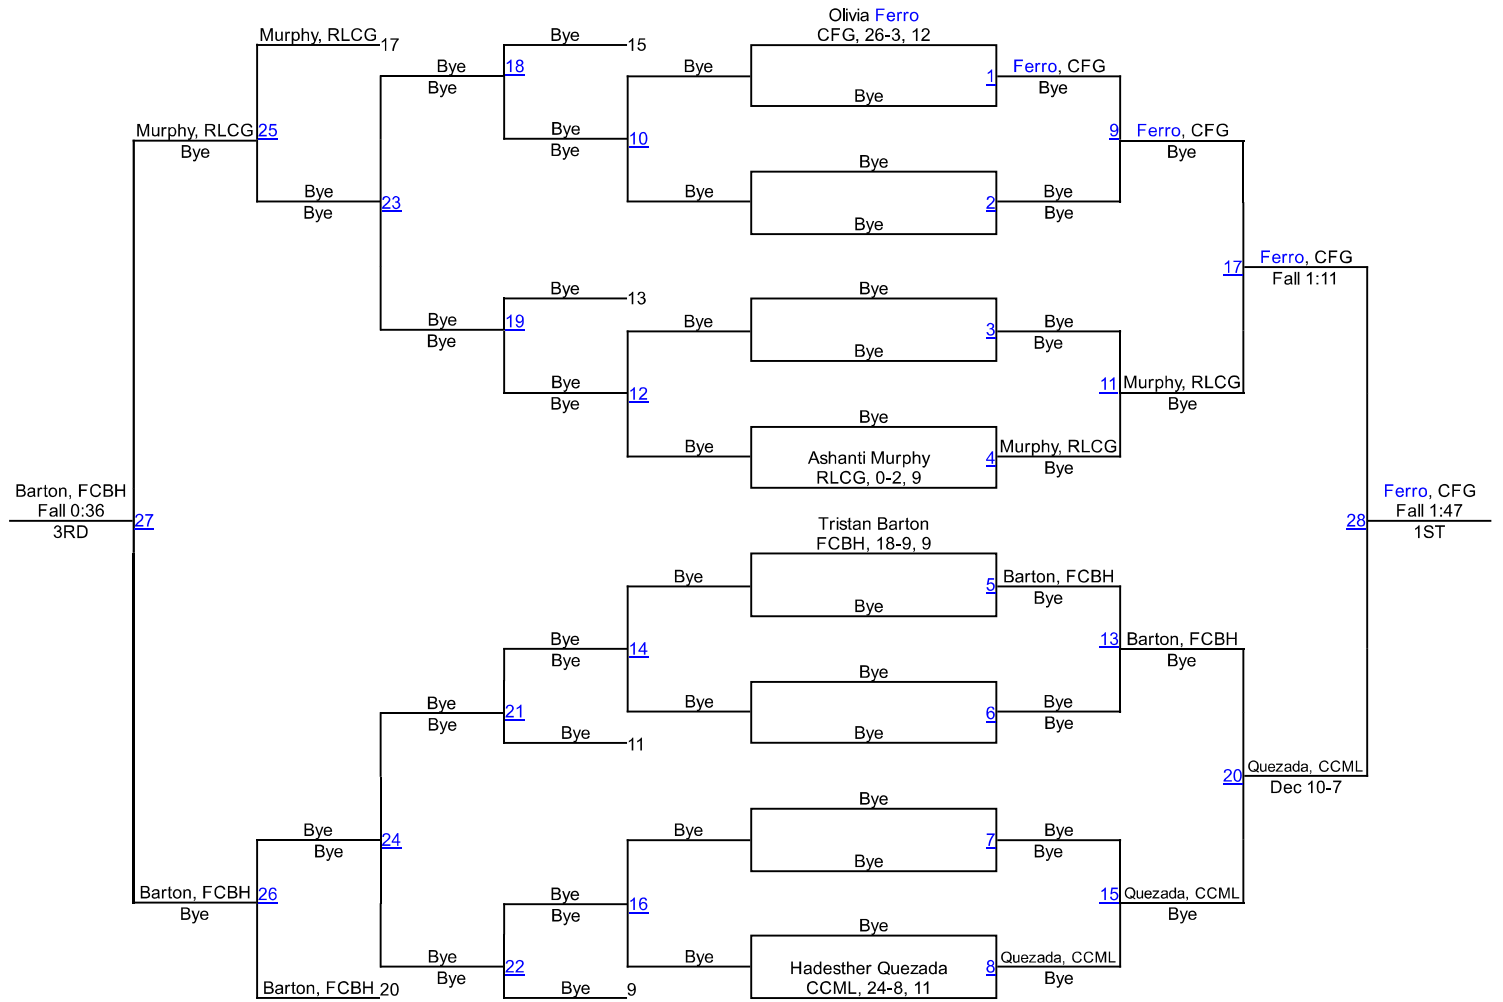 Olivia Ferro
CFG, 26-3, 12
Murphy, RLCG 17
Bye 15
Bye
18
Bye
Bye
Bye
1
Ferro, CFG
Bye
Bye
Murphy, RLCG
25
Bye
Bye
Bye
10
9
Ferro, CFG
Bye
Bye
Bye
Bye
23
Bye
2
Bye
Bye
Bye
17
Ferro, CFG
Fall 1:11
Bye 13
Bye
Bye
19
Bye
Bye
3
Bye
Bye
Bye
Bye
12
11
Murphy, RLCG
Bye
Bye
Bye
Ashanti Murphy
RLCG, 0-2, 9
4
Murphy, RLCG
Bye
Barton, FCBH
Fall 0:36
3RD
27
Tristan Barton
FCBH, 18-9, 9
28
Ferro, CFG
Fall 1:47
1ST
Bye
Bye
5
Barton, FCBH
Bye
Bye
Bye
14
13
Barton, FCBH
Bye
Bye
Bye
21
Bye
Bye
Bye
6
Bye
Bye
Bye 11
20
Quezada, CCML
Dec 10-7
Bye
Bye
24
Bye
Bye
Bye
7
Bye
Bye
Barton, FCBH
Bye
26
Bye
Bye
16
15
Quezada, CCML
Bye
Bye
Bye
22
Bye
Bye
Hadesther Quezada
CCML, 24-8, 11
8
Quezada, CCML
Bye
Barton, FCBH 20
Bye 9